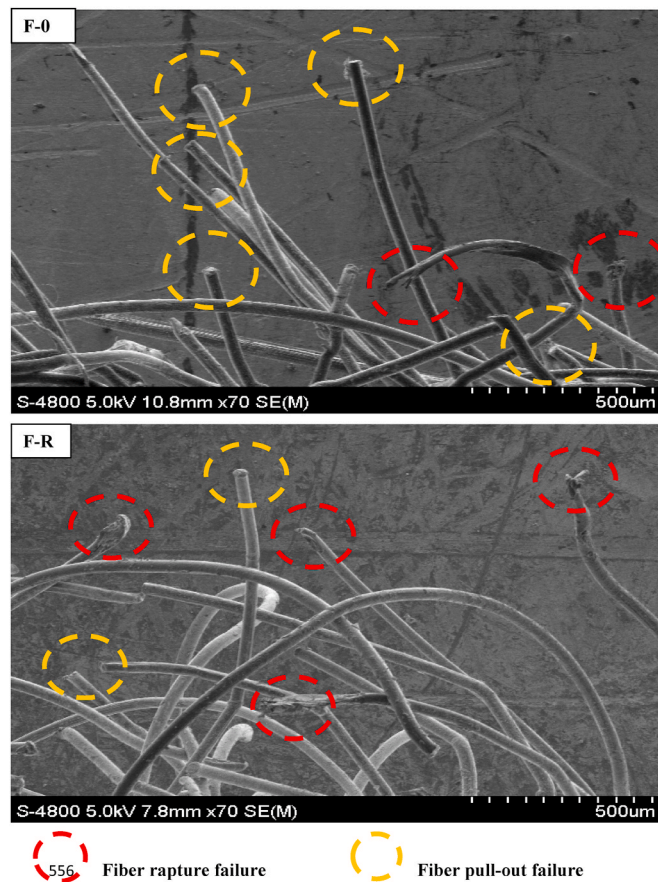 F-0
S-4800 5.0kV 10.8mm x70 SE(M)
500um
F-R
S-4800 5.0kV 7.8mm x70 SE(M)
500um
556 Fiber rapture failure
Fiber pull-out failure